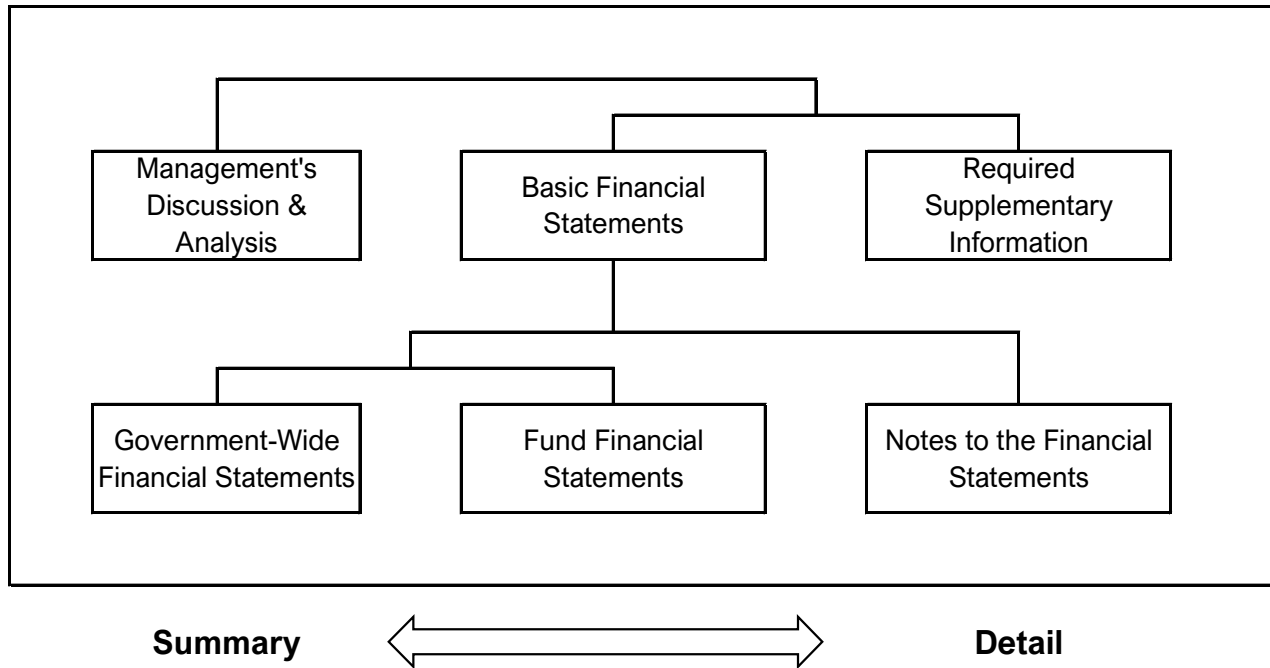 Management's
Discussion &
Analysis
Basic Financial
Statements
Required
Supplementary
Information
Government-Wide
Financial Statements
Fund Financial
Statements
Notes to the Financial
Statements
Summary
Detail